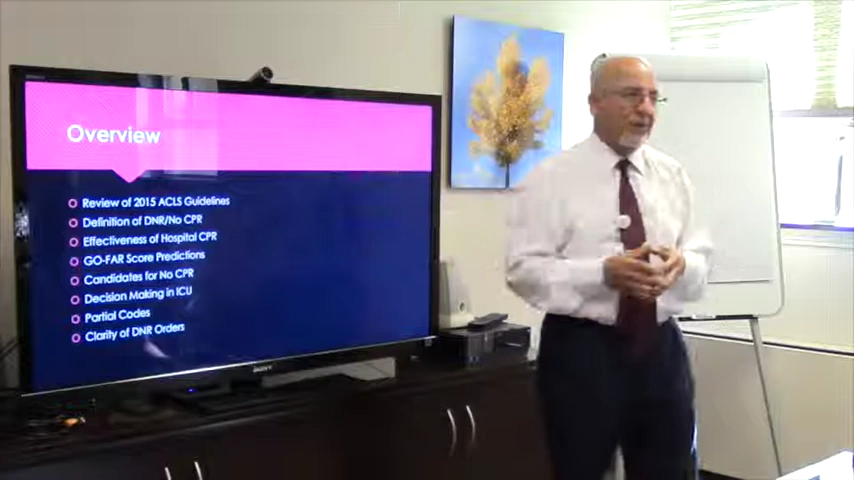 Overview
Review of 2015 ACLS Guidelines
Definition of DNR/No CPR
Effectiveness of Hospital CPR
GO-FAR Score Predictions
Candidates for No CPR
Decision Making in ICU
Partial Codes
Clarity of DNR Orders
SONY